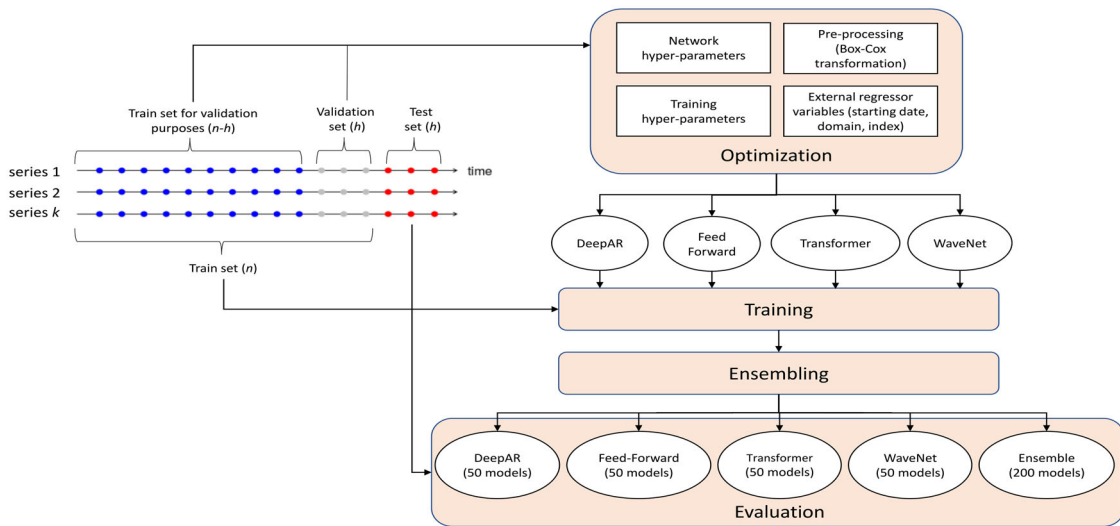 Network
hyper-parameters
Pre-processing
(Box-Cox
transformation)
Training
hyper-parameters
External regressor
variables (starting date,
domain, index)
Optimization
Train set for validation
purposes (n-h)
Validation
set (h)
Test
set (h)
series 1
time
series 2
series k
Train set (n)
DeepAR
Feed
Forward
Transformer
WaveNet
Training
Ensembling
DeepAR
(50 models)
Feed-Forward
(50 models)
Transformer
(50 models)
WaveNet
(50 models)
Ensemble
(200 models)
Evaluation